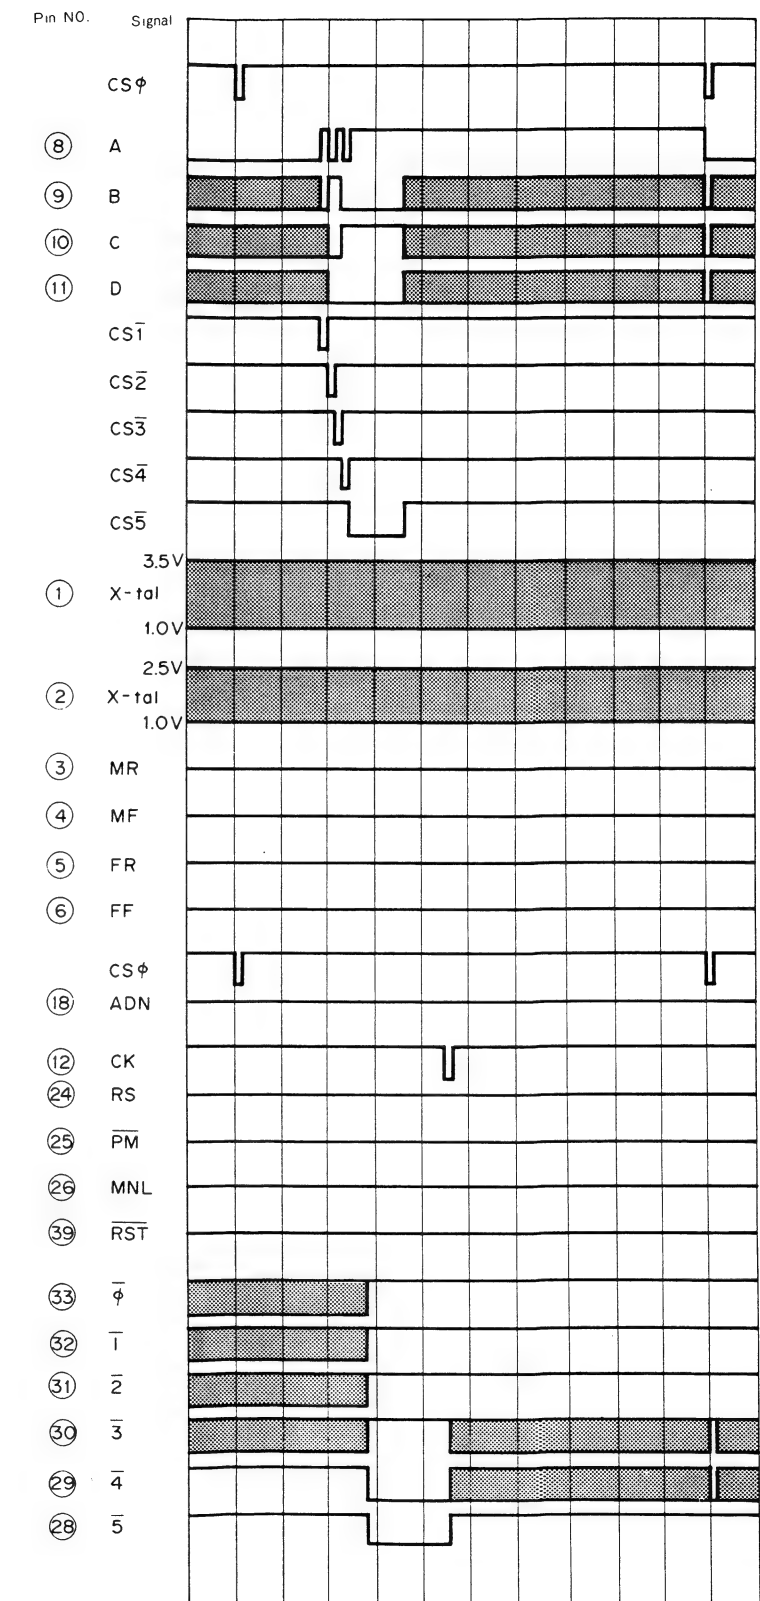 Pin NO. Signal
CSϕ
⑧ A
⑨ B
⑩ C
⑪ D
CS1̅
CS2̅
CS3̅
CS4̅
CS5̅
3.5V
① X-tal
1.0V
2.5V
② X-tal
1.0V
③ MR
④ MF
⑤ FR
⑥ FF
CSϕ
⑱ ADN
⑫ CK
㉔ RS
㉕ P̅M̅
㉖ MNL
㊴ R̅S̅T̅
㉝ ϕ̅
㉜ 1̅
㉛ 2̅
㉚ 3̅
㉙ 4̅
㉘ 5̅